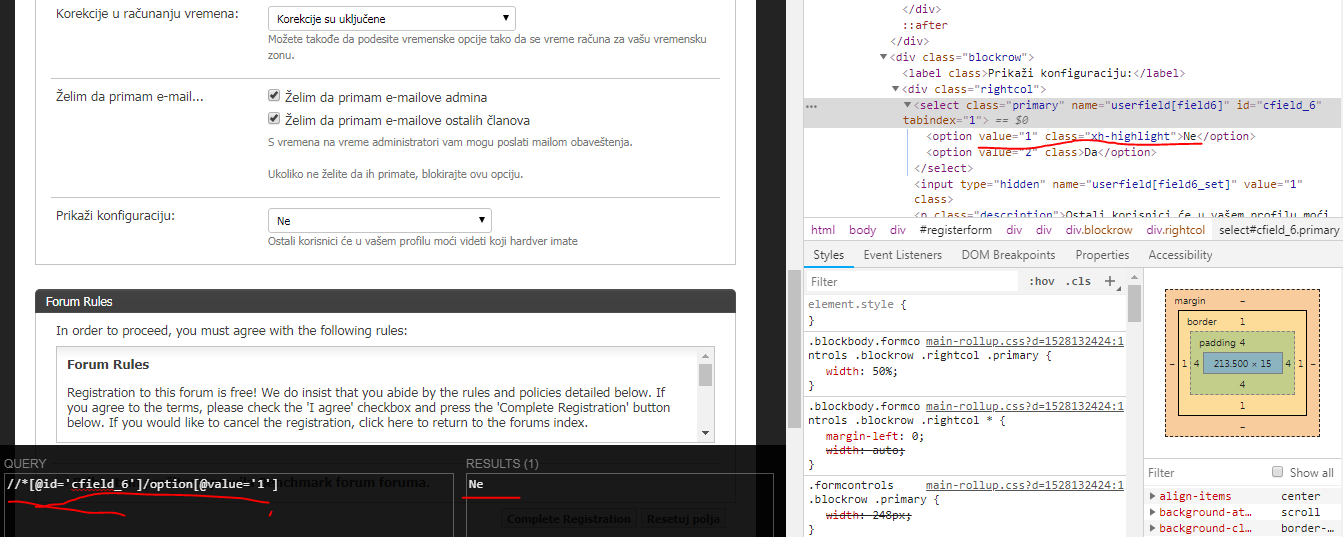 Korekcije u računanju vremena:
Korekcije su uključene
Možete takođe da podesite vremenske opcije tako da se vreme računa za vašu vremensku
zonu.
Želim da primam e-mail...
Želim da primam e-mailove admina
Želim da primam e-mailove ostalih članova
S vremena na vreme administratori vam mogu poslati mailom obaveštenja.
Ukoliko ne želite da ih primate, blokirajte ovu opciju.
Prikaži konfiguraciju:
Ne
Ostali korisnici će u vašem profilu moći videti koji hardver imate
Forum Rules
In order to proceed, you must agree with the following rules:
Forum Rules
Registration to this forum is free! We do insist that you abide by the rules and policies detailed below. If
you agree to the terms, please check the 'I agree' checkbox and press the 'Complete Registration' button
below. If you would like to cancel the registration, click here to return to the forums index.
QUERY
//*[@id='cfield_6']/option[@value='1']
chmark forum foruma.
RESULTS (1)
Ne
Complete Registration
Resetuj polja
</div>
::after
</div>
<div class="blockrow">
<label class>Prikaži konfiguraciju:</label>
<div class="rightcol">
... <select class="primary" name="userfield[field6]" id="cfield_6"
tabindex="1"> == $0
<option value="1" class="xh-highlight">Ne</option>
<option value="2" class>Da</option>
</select>
<input type="hidden" name="userfield[field6_set]" value="1"
class>
<p class="description">Ostali korisnici će u vašem profilu moći
html body div #registerform div div div.blockrow div.rightcol select#cfield_6.primary
Styles Event Listeners DOM Breakpoints Properties Accessibility
Filter :hov .cls +
element.style {
}
.blockbody.formco main-rollup.css?d=1528132424:1
ntrols .blockrow .rightcol .primary {
width: 50%;
}
.blockbody.formco main-rollup.css?d=1528132424:1
ntrols .blockrow .rightcol * {
margin-left: 0;
width: auto;
}
.formcontrols main-rollup.css?d=1528132424:1
.blockrow .primary {
width: 248px;
margin –
border 1
padding 4
– 1 4 213.500 × 15 4 1 –
4
1
–
Filter Show all
align-items center
background-at… scroll
background-cl… border-…